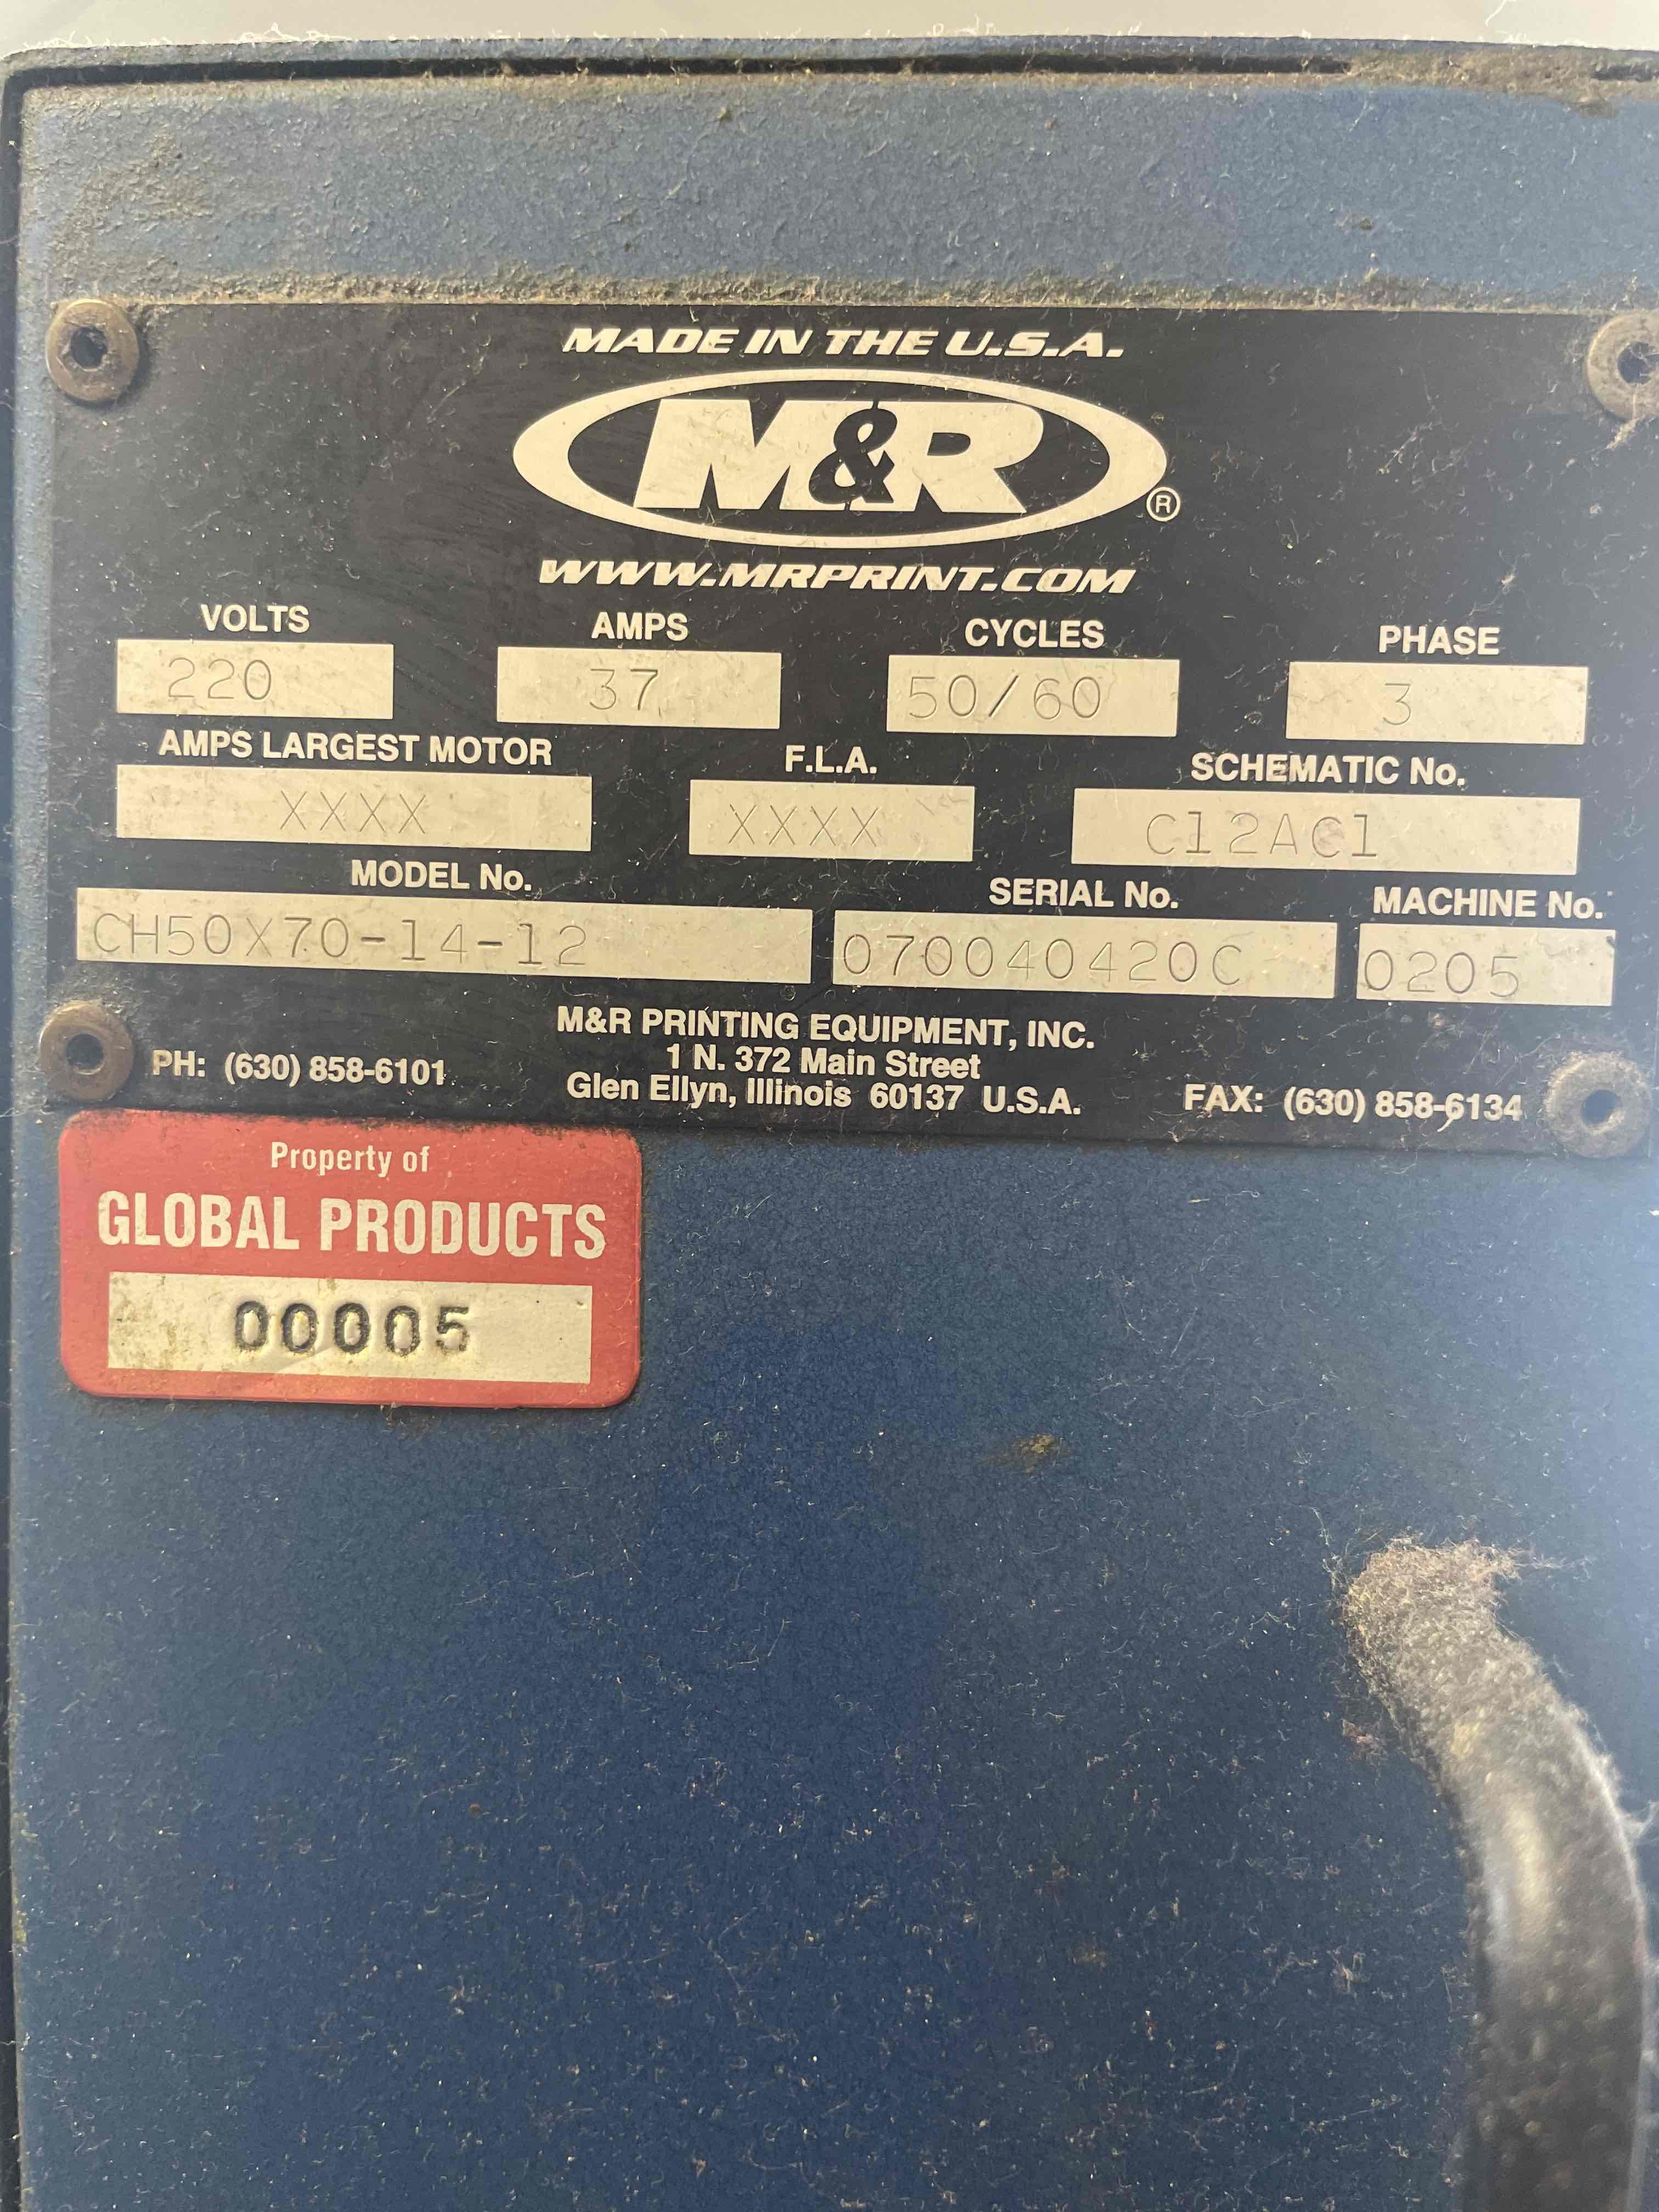 MADE IN THE U.S.A.
M&R ®
WWW.MRPRINT.COM
VOLTS AMPS CYCLES PHASE
220 37 50/60 3
AMPS LARGEST MOTOR F.L.A. SCHEMATIC No.
XXXX XXXX C12AC1
MODEL No. SERIAL No. MACHINE No.
CH50X70-14-12 070040420C 0205
M&R PRINTING EQUIPMENT, INC.
1 N. 372 Main Street
PH: (630) 858-6101 Glen Ellyn, Illinois 60137 U.S.A. FAX: (630) 858-6134
Property of
GLOBAL PRODUCTS
00005